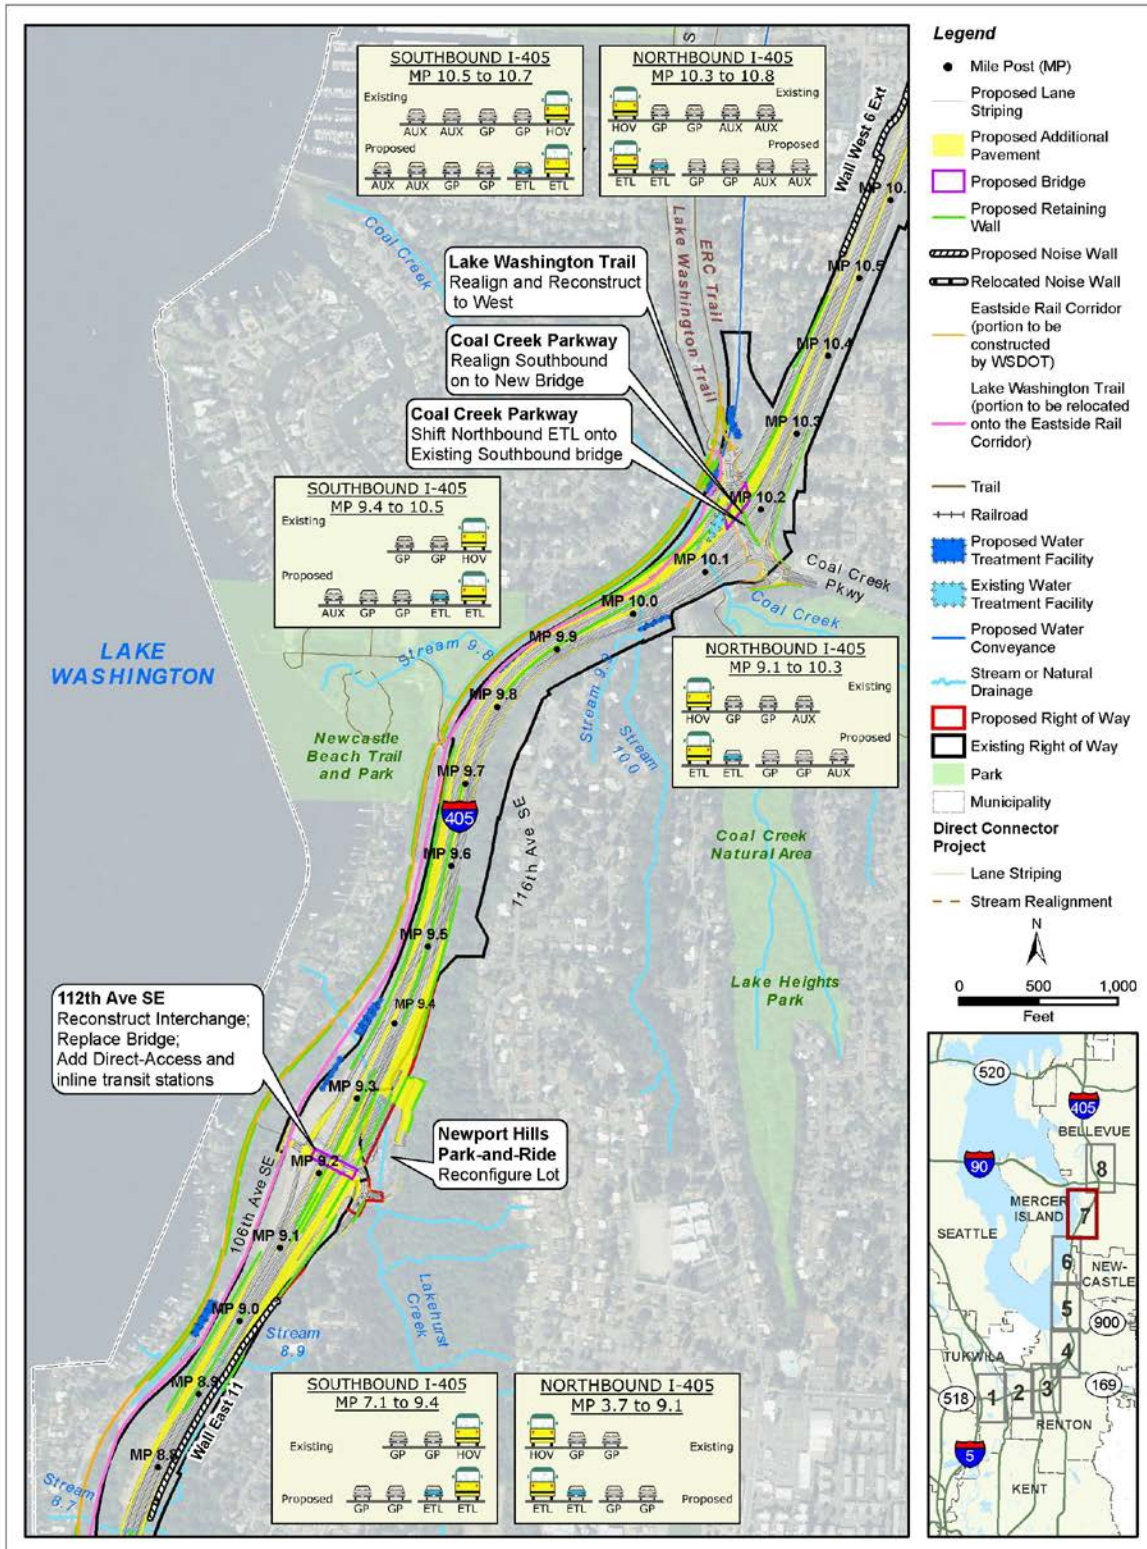 SOUTHBOUND I-405
MP 10.5 to 10.7
Existing
AUX AUX GP GP HOV
Proposed
AUX AUX GP GP ETL ETL
NORTHBOUND I-405
MP 10.3 to 10.8
Existing
HOV GP GP AUX AUX
Proposed
ETL ETL GP GP AUX AUX
S
Wall West 6 Ext
MP 10.
Coal Creek
ERC Trail
Lake Washington Trail
Lake Washington Trail
Realign and Reconstruct
to West
MP 10.5
Coal Creek Parkway
Realign Southbound
on to New Bridge
MP 10.4
Coal Creek Parkway
Shift Northbound ETL onto
Existing Southbound bridge
MP 10.3
SOUTHBOUND I-405
MP 9.4 to 10.5
Existing
GP GP HOV
Proposed
AUX GP GP ETL ETL
MP 10.2
MP 10.1
Coal Creek
Pkwy
MP 10.0
Coal Creek
MP 9.9
LAKE
WASHINGTON
Stream 9.8
MP 9.8
Stream
Stream
10.0
NORTHBOUND I-405
MP 9.1 to 10.3
Existing
HOV GP GP AUX
Proposed
ETL ETL GP GP AUX
Newcastle
Beach Trail
and Park
MP 9.7
405
116th Ave SE
MP 9.6
Coal Creek
Natural Area
MP 9.5
Lake Heights
Park
112th Ave SE
Reconstruct Interchange;
Replace Bridge;
Add Direct-Access and
inline transit stations
MP 9.4
MP 9.3
Newport Hills
Park-and-Ride
Reconfigure Lot
MP 9.2
106th Ave SE
MP 9.1
MP 9.0
Lakehurst
Creek
Stream
8.9
MP 8.9
Wall East 11
MP 8.8
Stream
8.7
SOUTHBOUND I-405
MP 7.1 to 9.4
Existing
GP GP HOV
Proposed
GP GP ETL ETL
NORTHBOUND I-405
MP 3.7 to 9.1
Existing
HOV GP GP
Proposed
ETL ETL GP GP
Legend
Mile Post (MP)
Proposed Lane
Striping
Proposed Additional
Pavement
Proposed Bridge
Proposed Retaining
Wall
Proposed Noise Wall
Relocated Noise Wall
Eastside Rail Corridor
(portion to be
constructed
by WSDOT)
Lake Washington Trail
(portion to be relocated
onto the Eastside Rail
Corridor)
Trail
Railroad
Proposed Water
Treatment Facility
Existing Water
Treatment Facility
Proposed Water
Conveyance
Stream or Natural
Drainage
Proposed Right of Way
Existing Right of Way
Park
Municipality
Direct Connector
Project
Lane Striping
Stream Realignment
N
0 500 1,000
Feet
520
405
BELLEVUE
90
8
MERCER
ISLAND
7
SEATTLE
6
NEW-
CASTLE
5
900
4
TUKWILA
169
518
1
2
3
RENTON
5
KENT